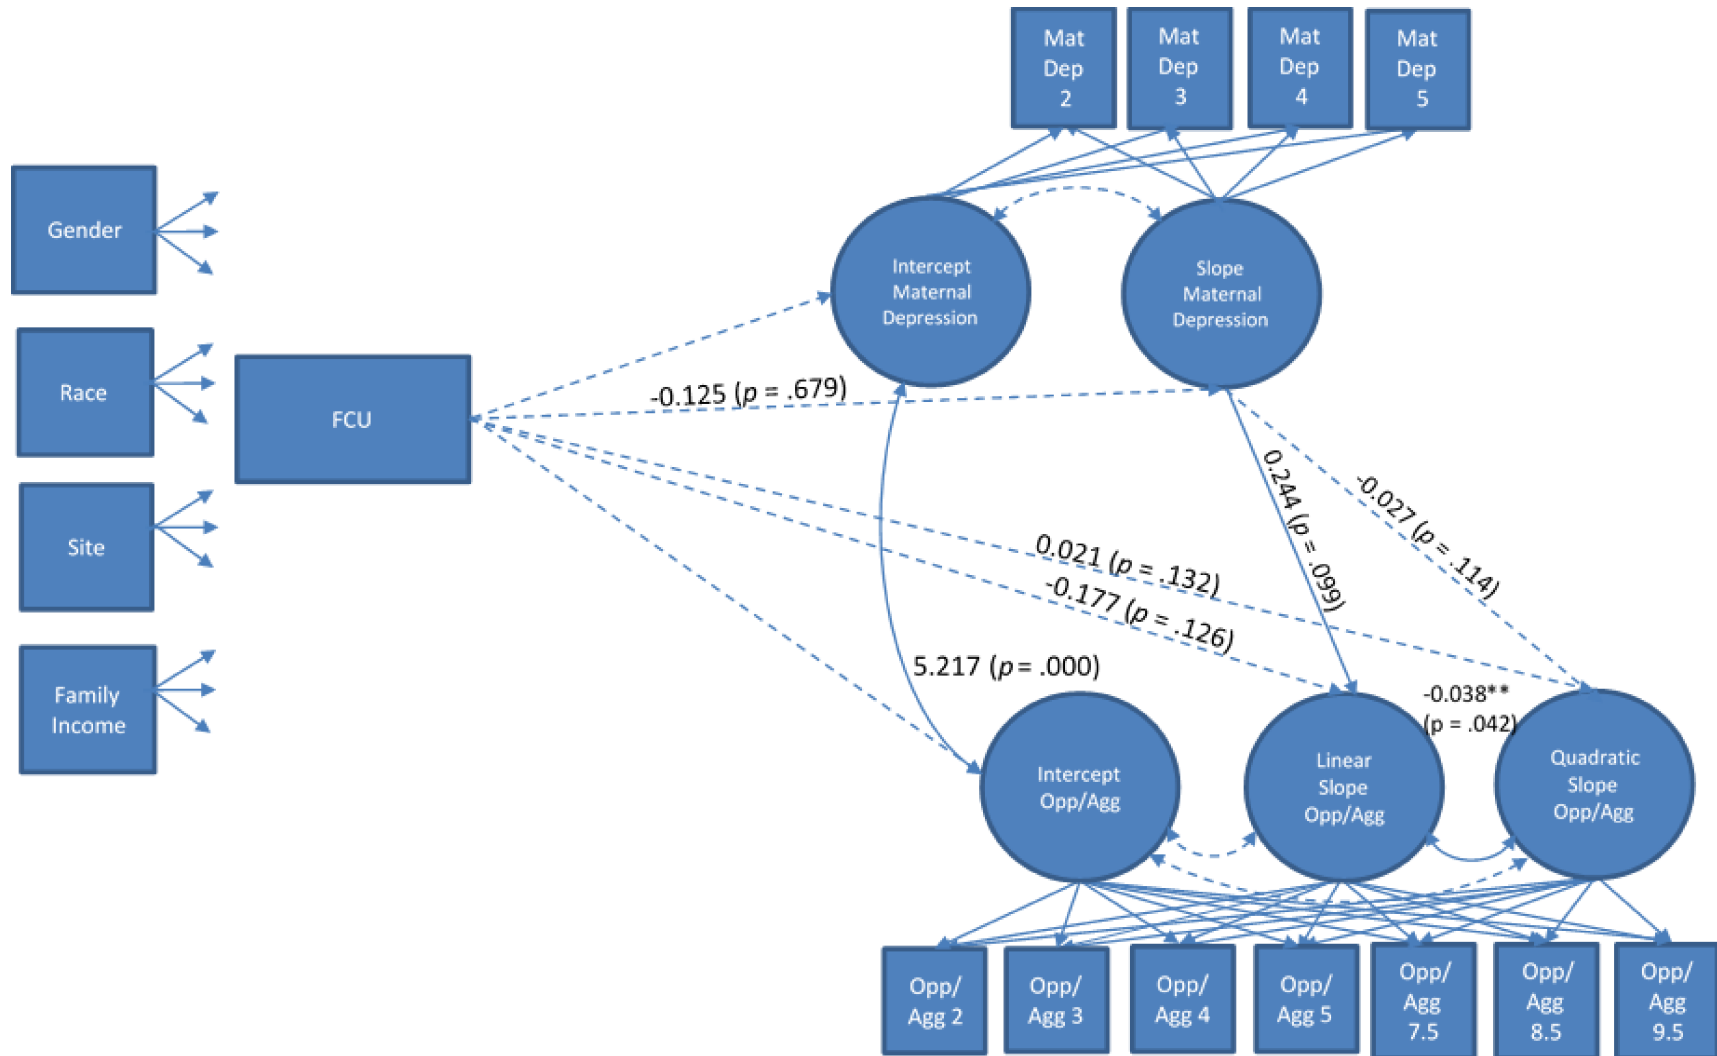 Mat
Dep
2
Mat
Dep
3
Mat
Dep
4
Mat
Dep
5
Gender
Race
Site
Family
Income
FCU
Intercept
Maternal
Depression
Slope
Maternal
Depression
-0.125 (p = .679)
0.244 (p = .099)
-0.027 (p = .114)
0.021 (p = .132)
-0.177 (p = .126)
5.217 (p = .000)
-0.038**
(p = .042)
Intercept
Opp/Agg
Linear
Slope
Opp/Agg
Quadratic
Slope
Opp/Agg
Opp/
Agg 2
Opp/
Agg 3
Opp/
Agg 4
Opp/
Agg 5
Opp/
Agg
7.5
Opp/
Agg
8.5
Opp/
Agg
9.5